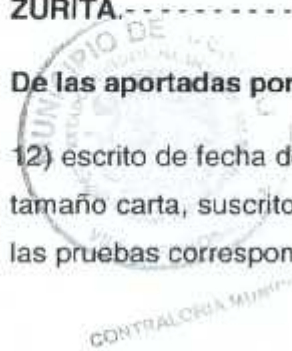 ZURITA.- - - - - - - - - -
De las aportadas por
12) escrito de fecha d
tamaño carta, suscrito
las pruebas correspon
CONTRALORIA MUNI